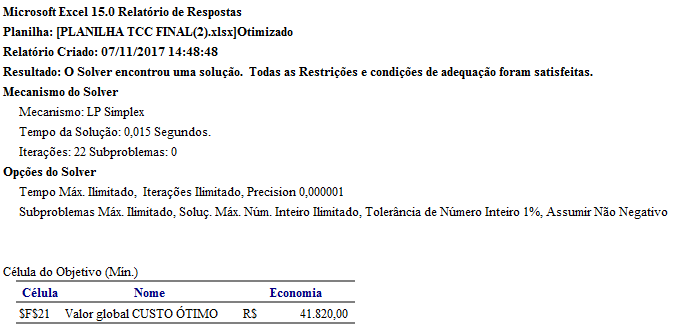 Microsoft Excel 15.0 Relatório de Respostas
Planilha: [PLANILHA TCC FINAL(2).xlsx]Otimizado
Relatório Criado: 07/11/2017 14:48:48
Resultado: O Solver encontrou uma solução.  Todas as Restrições e condições de adequação foram satisfeitas.
Mecanismo do Solver
Mecanismo: LP Simplex
Tempo da Solução: 0,015 Segundos.
Iterações: 22 Subproblemas: 0
Opções do Solver
Tempo Máx. Ilimitado,  Iterações Ilimitado, Precision 0,000001
Subproblemas Máx. Ilimitado, Soluç. Máx. Núm. Inteiro Ilimitado, Tolerância de Número Inteiro 1%, Assumir Não Negativo
Célula do Objetivo (Mín.)
Célula Nome Economia
$F$21 Valor global CUSTO ÓTIMO R$ 41.820,00